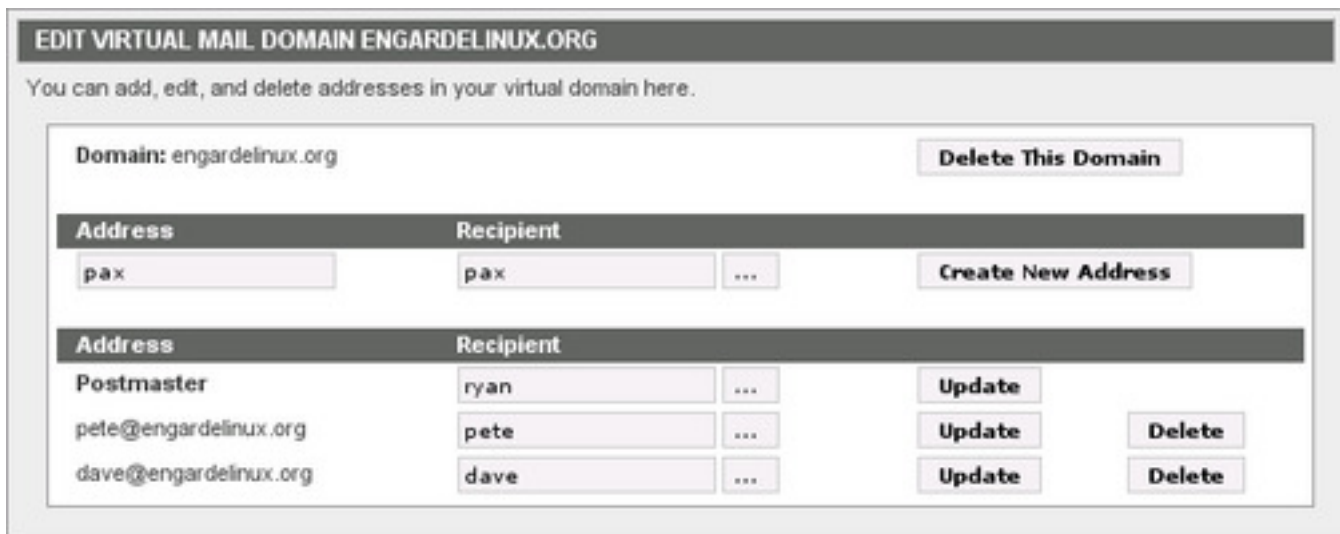 EDIT VIRTUAL MAIL DOMAIN ENGARDELINUX.ORG
You can add, edit, and delete addresses in your virtual domain here.
Domain: engardelinux.org Delete This Domain
Address Recipient
pax pax ... Create New Address
Address Recipient
Postmaster ryan ... Update
pete@engardelinux.org pete ... Update Delete
dave@engardelinux.org dave ... Update Delete